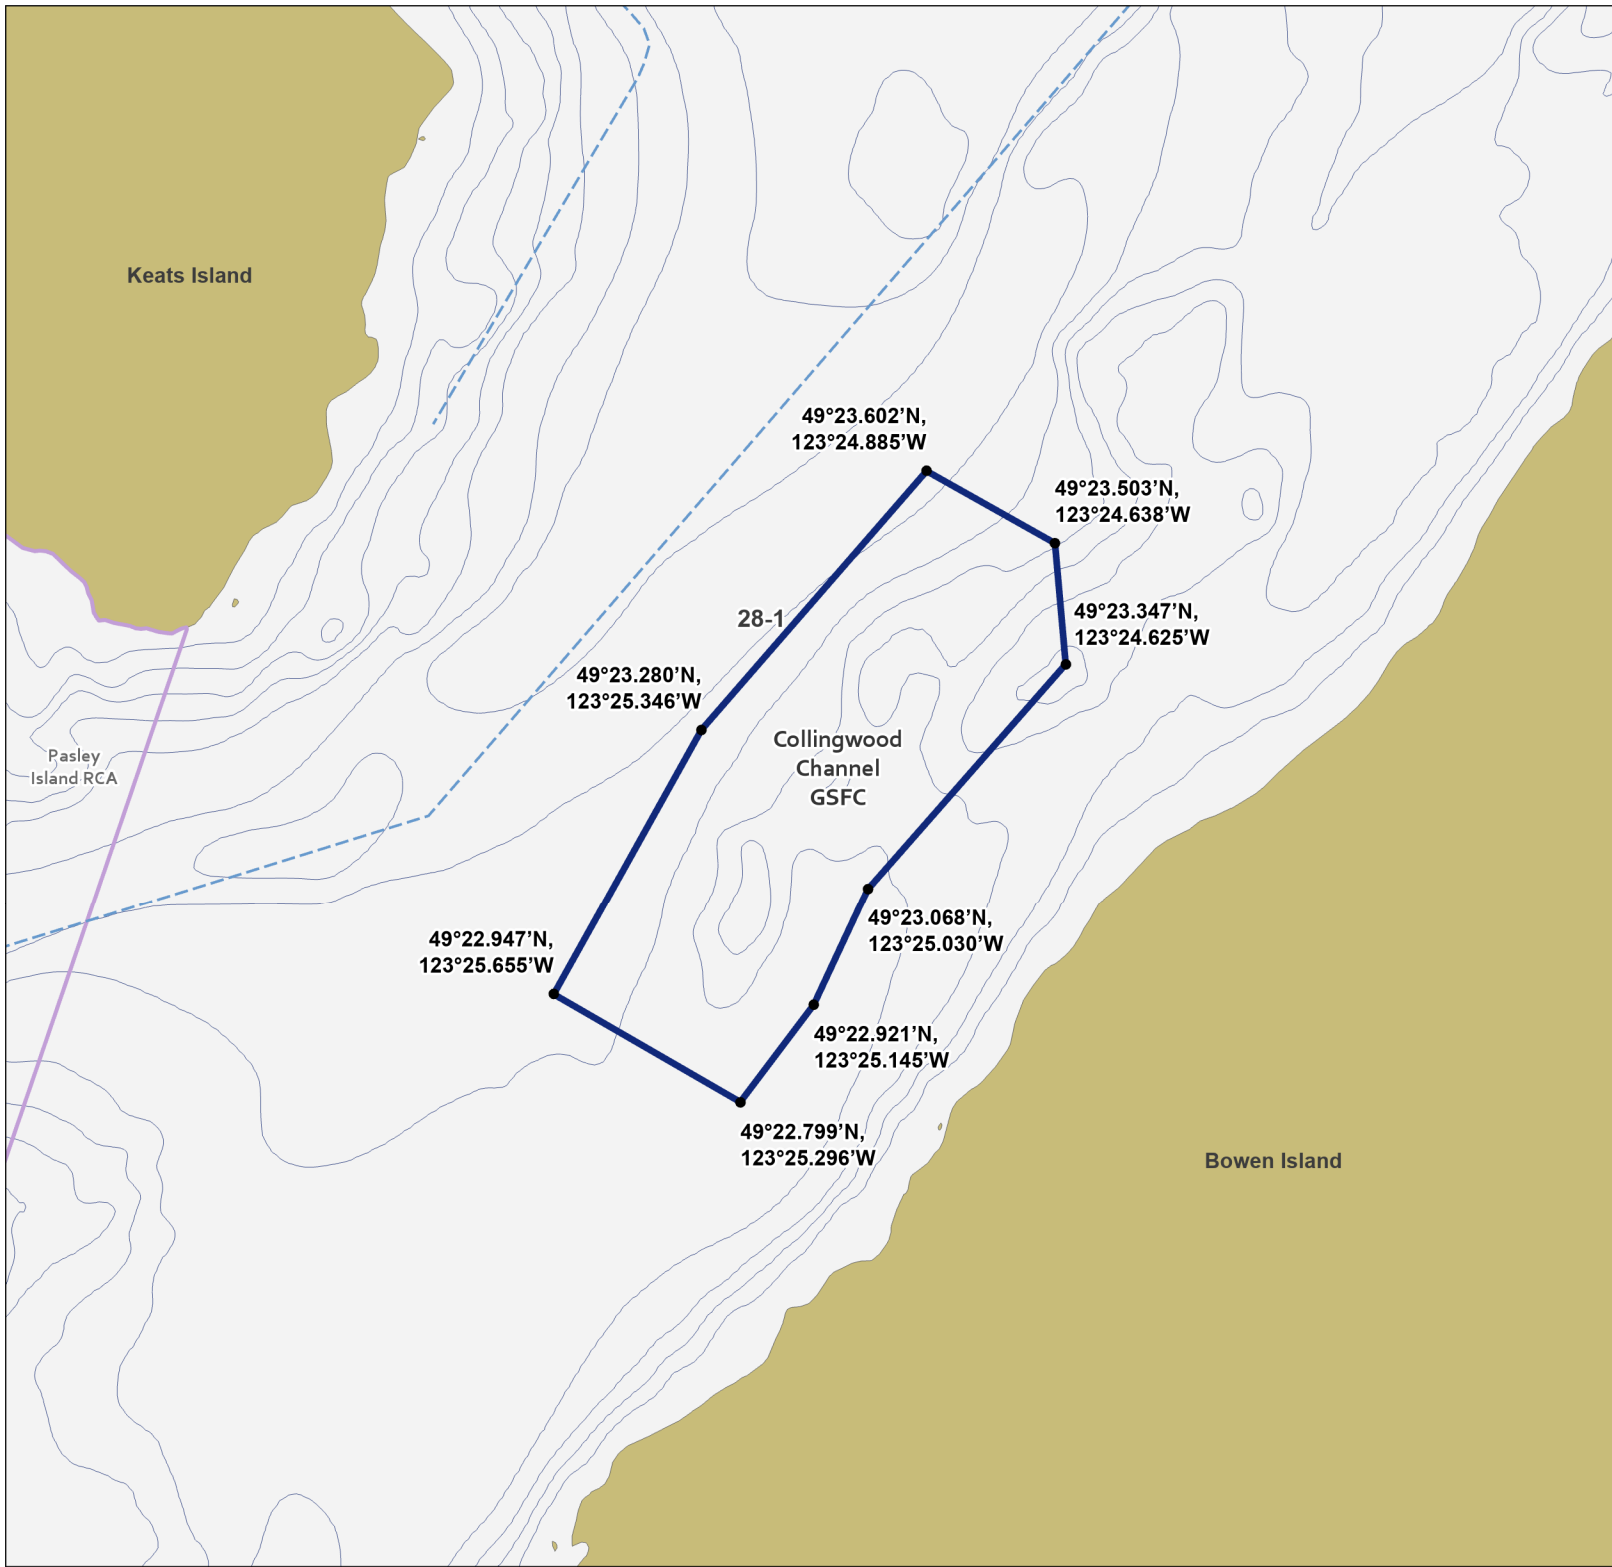 Keats Island
49°23.602’N,
123°24.885’W
49°23.503’N,
123°24.638’W
49°23.347’N,
123°24.625’W
28-1
49°23.280’N,
123°25.346’W
Collingwood
Channel
GSFC
Pasley
Island RCA
49°23.068’N,
123°25.030’W
49°22.947’N,
123°25.655’W
49°22.921’N,
123°25.145’W
49°22.799’N,
123°25.296’W
Bowen Island